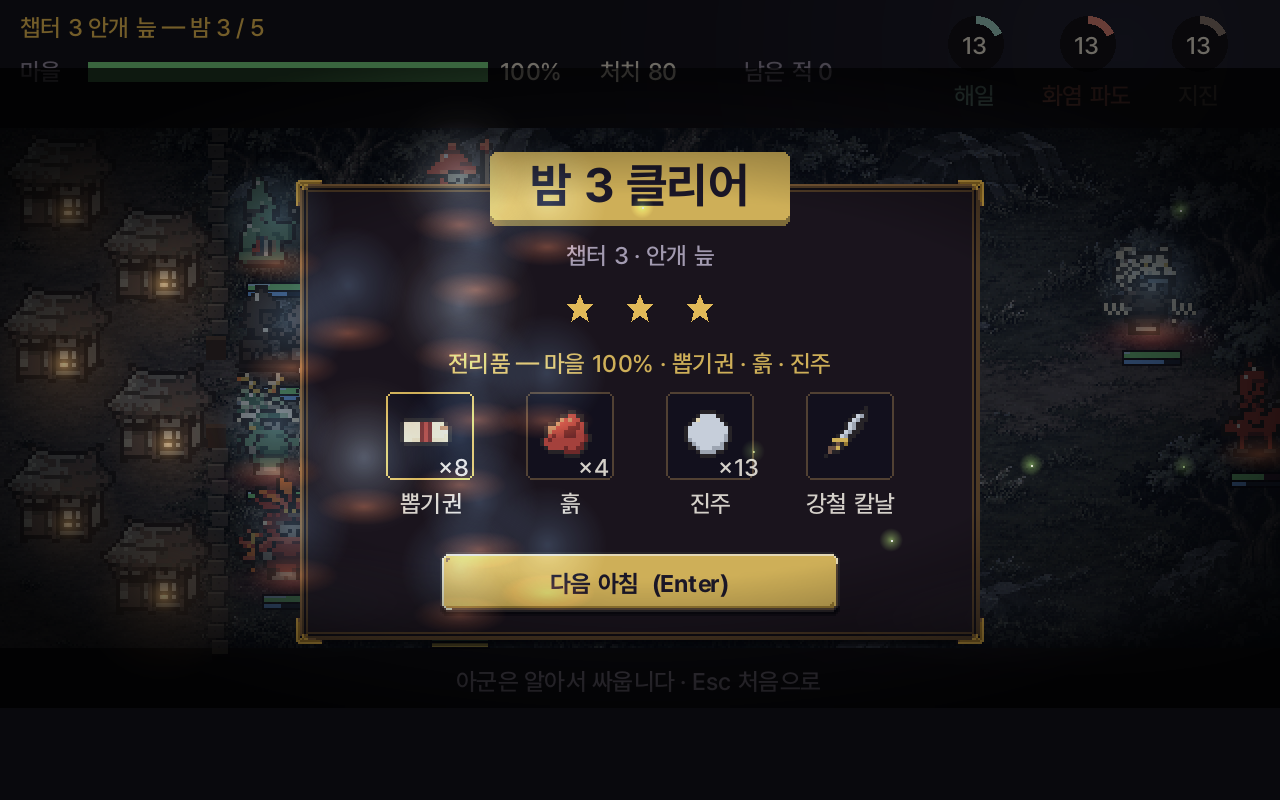 챕터 3 안개 늪 — 밤 3 / 5
마을 100% 처치 80 남은 적 0
13 13 13
해일 화염 파도 지진
밤 3 클리어
챕터 3 · 안개 늪
전리품 — 마을 100% · 뽑기권 · 흙 · 진주
×8 ×4 ×13
뽑기권 흙 진주 강철 칼날
다음 아침 (Enter)
아군은 알아서 싸웁니다 · Esc 처음으로